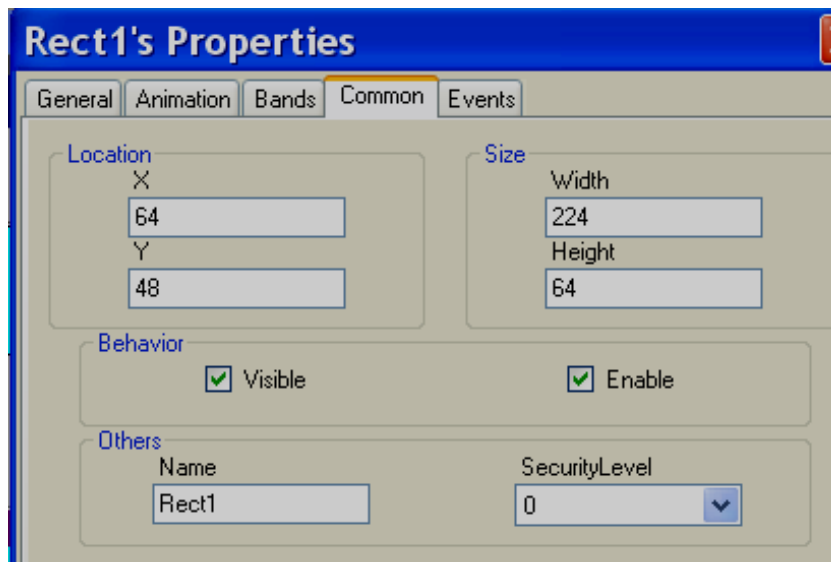 Rect1's Properties
General Animation Bands Common Events
Location Size
X Width
64 224
Y Height
48 64
Behavior
Visible Enable
Others
Name SecurityLevel
Rect1 0